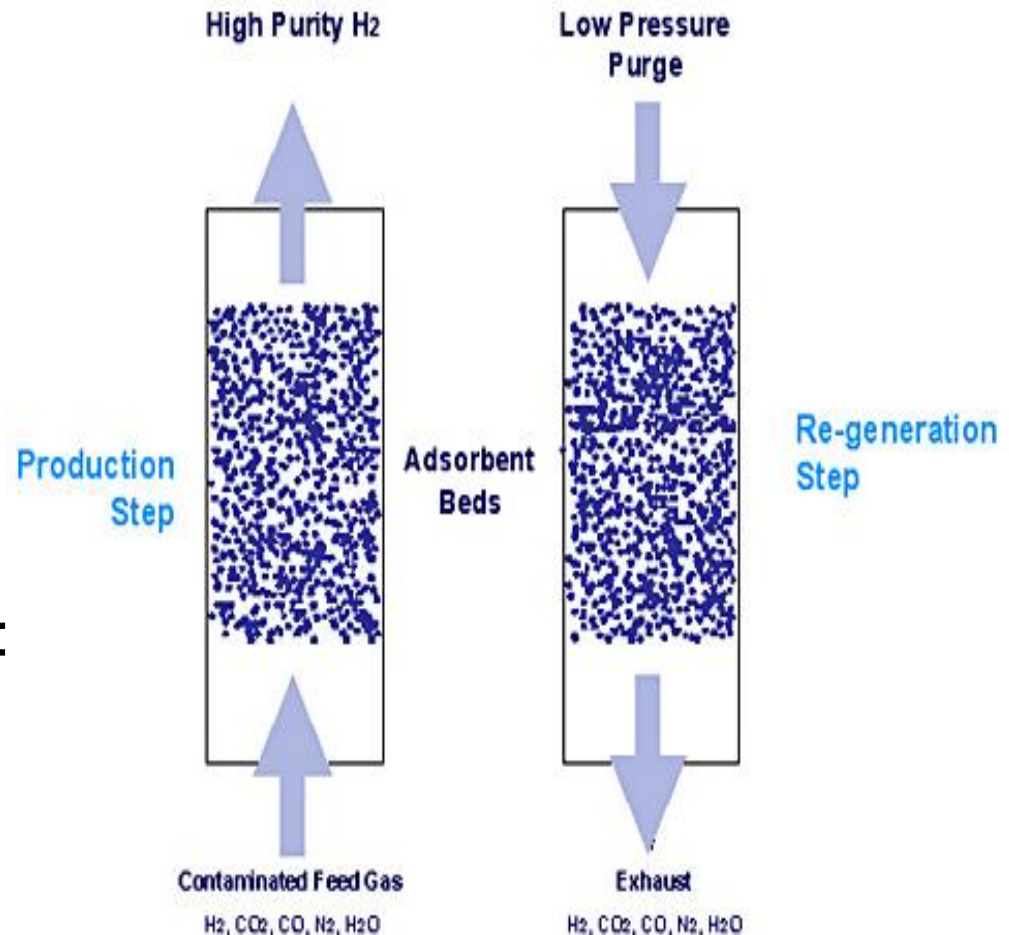 High Purity H2
Low Pressure
Purge
Production
Step
Adsorbent
Beds
Re-generation
Step
Contaminated Feed Gas
H2, CO2, CO, N2, H2O
Exhaust
H2, CO2, CO, N2, H2O